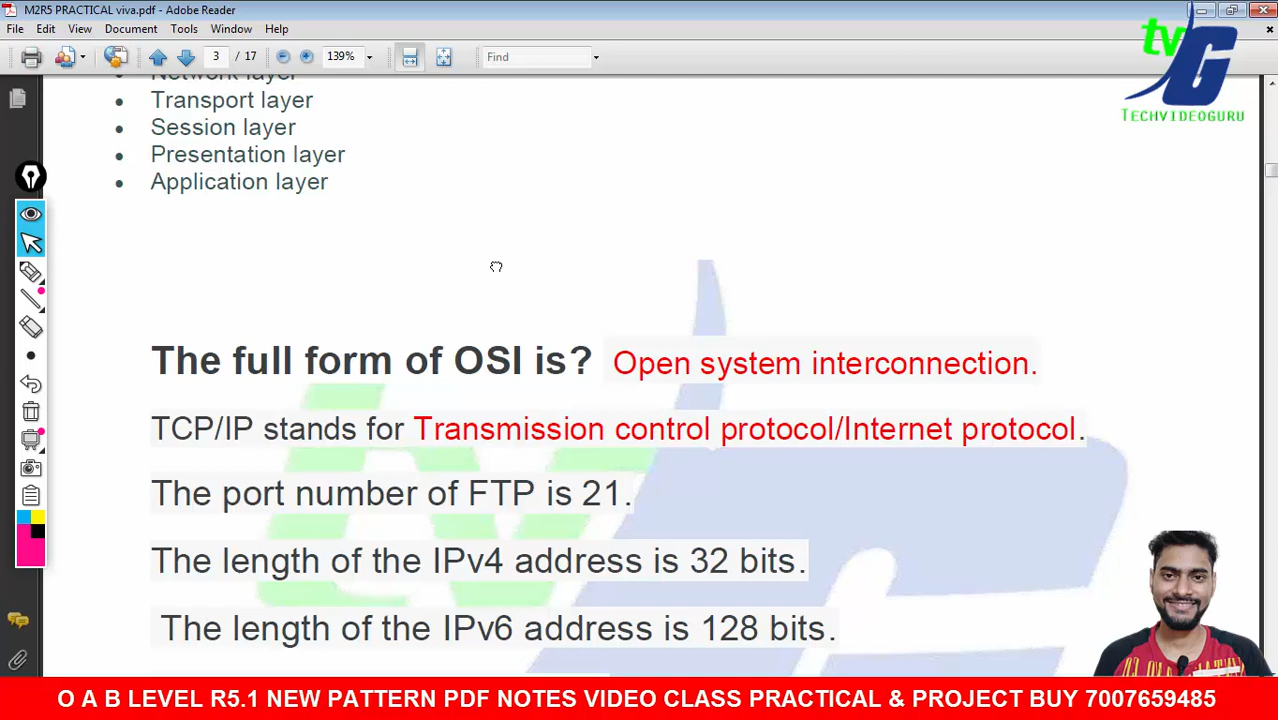 M2R5 PRACTICAL viva.pdf - Adobe Reader
File Edit View Document Tools Window Help
3 / 17 139% Find
tv G
TECHVIDEOGURU
Network layer
• Transport layer
• Session layer
• Presentation layer
• Application layer
The full form of OSI is? Open system interconnection.
TCP/IP stands for Transmission control protocol/Internet protocol.
The port number of FTP is 21.
The length of the IPv4 address is 32 bits.
The length of the IPv6 address is 128 bits.
O A B LEVEL R5.1 NEW PATTERN PDF NOTES VIDEO CLASS PRACTICAL & PROJECT BUY 7007659485